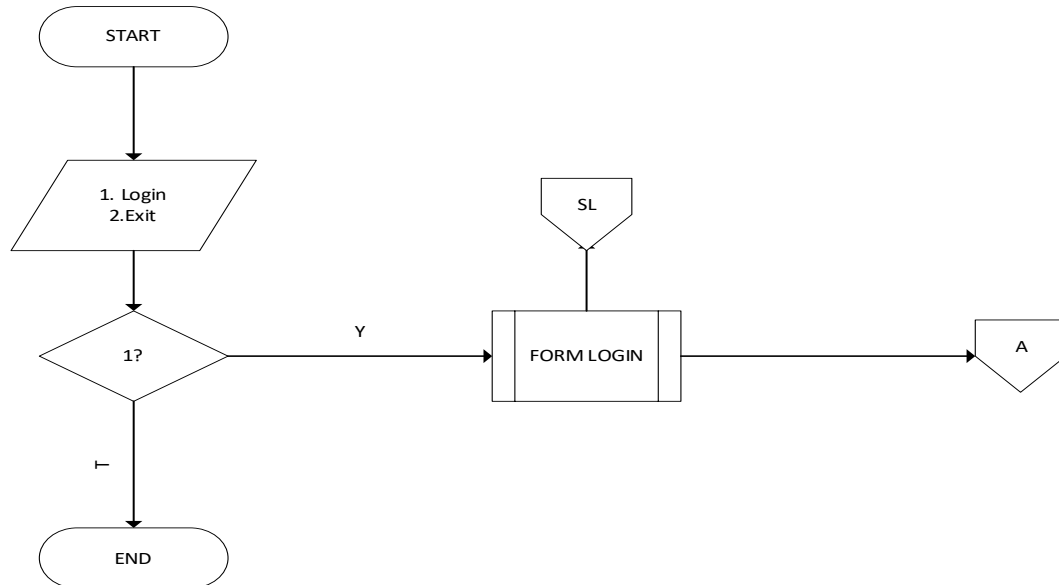 START
1. Login
2.Exit
SL
1?
Y
FORM LOGIN
A
T
END